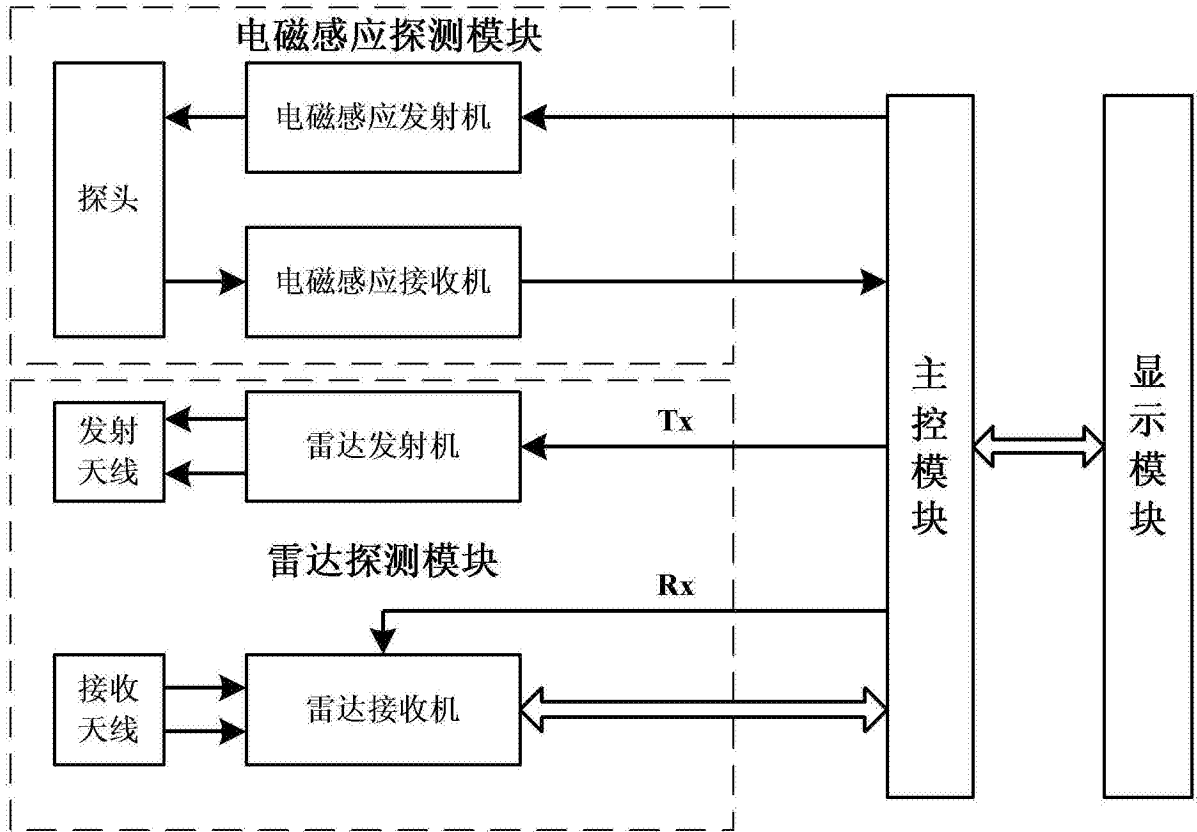 电磁感应探测模块
电磁感应发射机
探头
电磁感应接收机
发射
天线
雷达发射机
Tx
雷达探测模块
Rx
接收
天线
雷达接收机
主控模块
显示模块